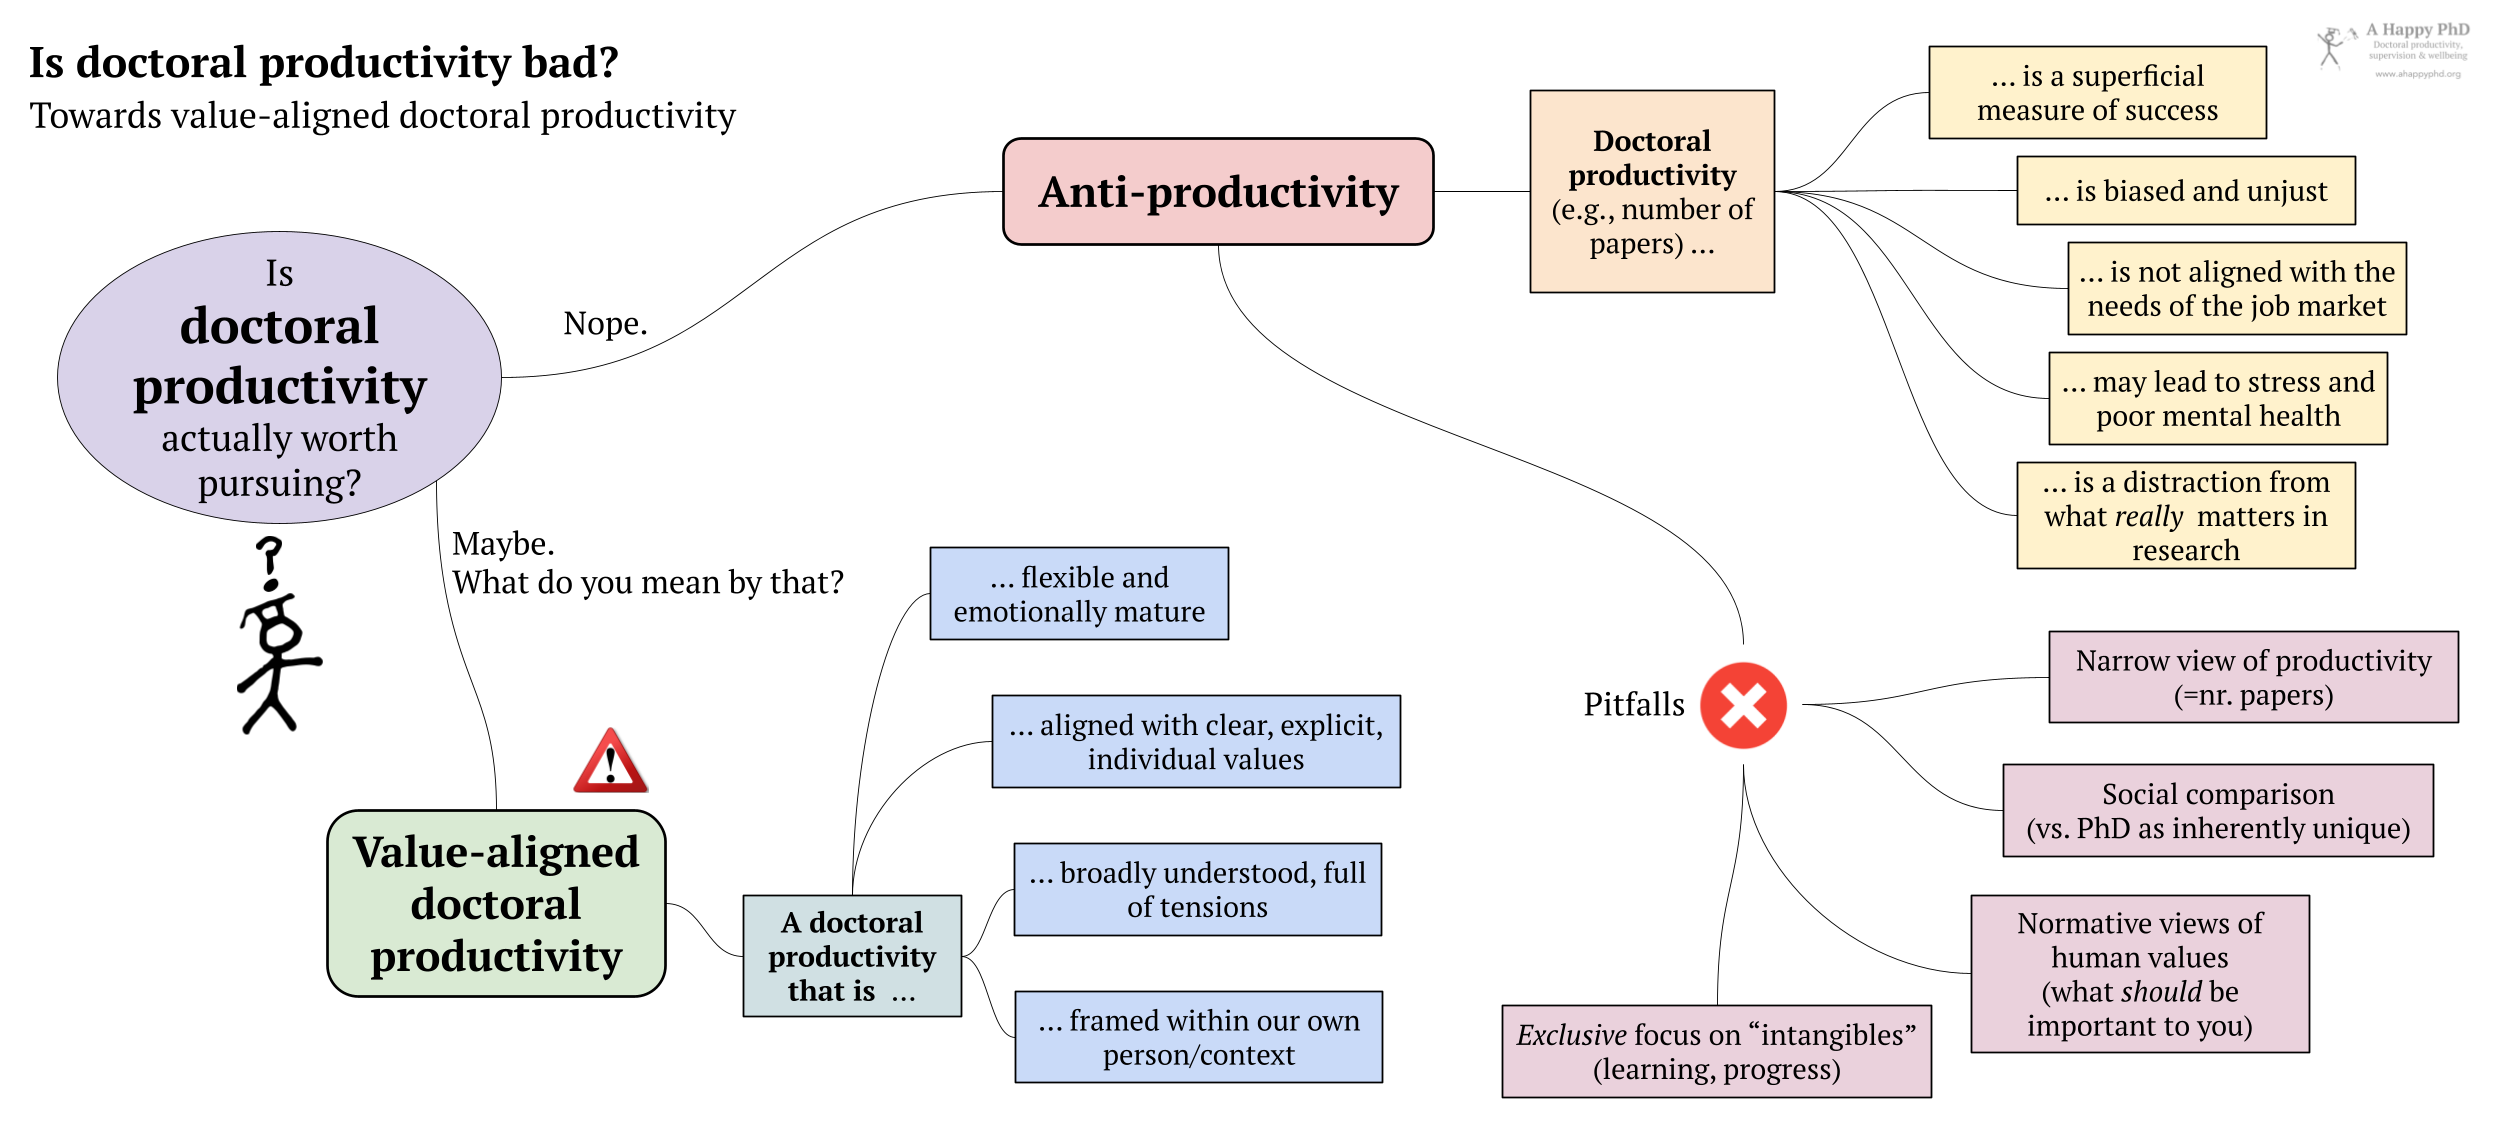 Is doctoral productivity bad?
Towards value-aligned doctoral productivity
A Happy PhD
Doctoral productivity,
supervision & wellbeing
www.ahappyphd.org
Is
doctoral
productivity
actually worth
pursuing?
Nope.
Anti-productivity
Doctoral
productivity
(e.g., number of
papers) ...
... is a superficial
measure of success
... is biased and unjust
... is not aligned with the
needs of the job market
... may lead to stress and
poor mental health
... is a distraction from
what really matters in
research
Pitfalls
Narrow view of productivity
(=nr. papers)
Social comparison
(vs. PhD as inherently unique)
Normative views of
human values
(what should be
important to you)
Exclusive focus on “intangibles”
(learning, progress)
Maybe.
What do you mean by that?
Value-aligned
doctoral
productivity
A doctoral
productivity
that is ...
... flexible and
emotionally mature
... aligned with clear, explicit,
individual values
... broadly understood, full
of tensions
... framed within our own
person/context